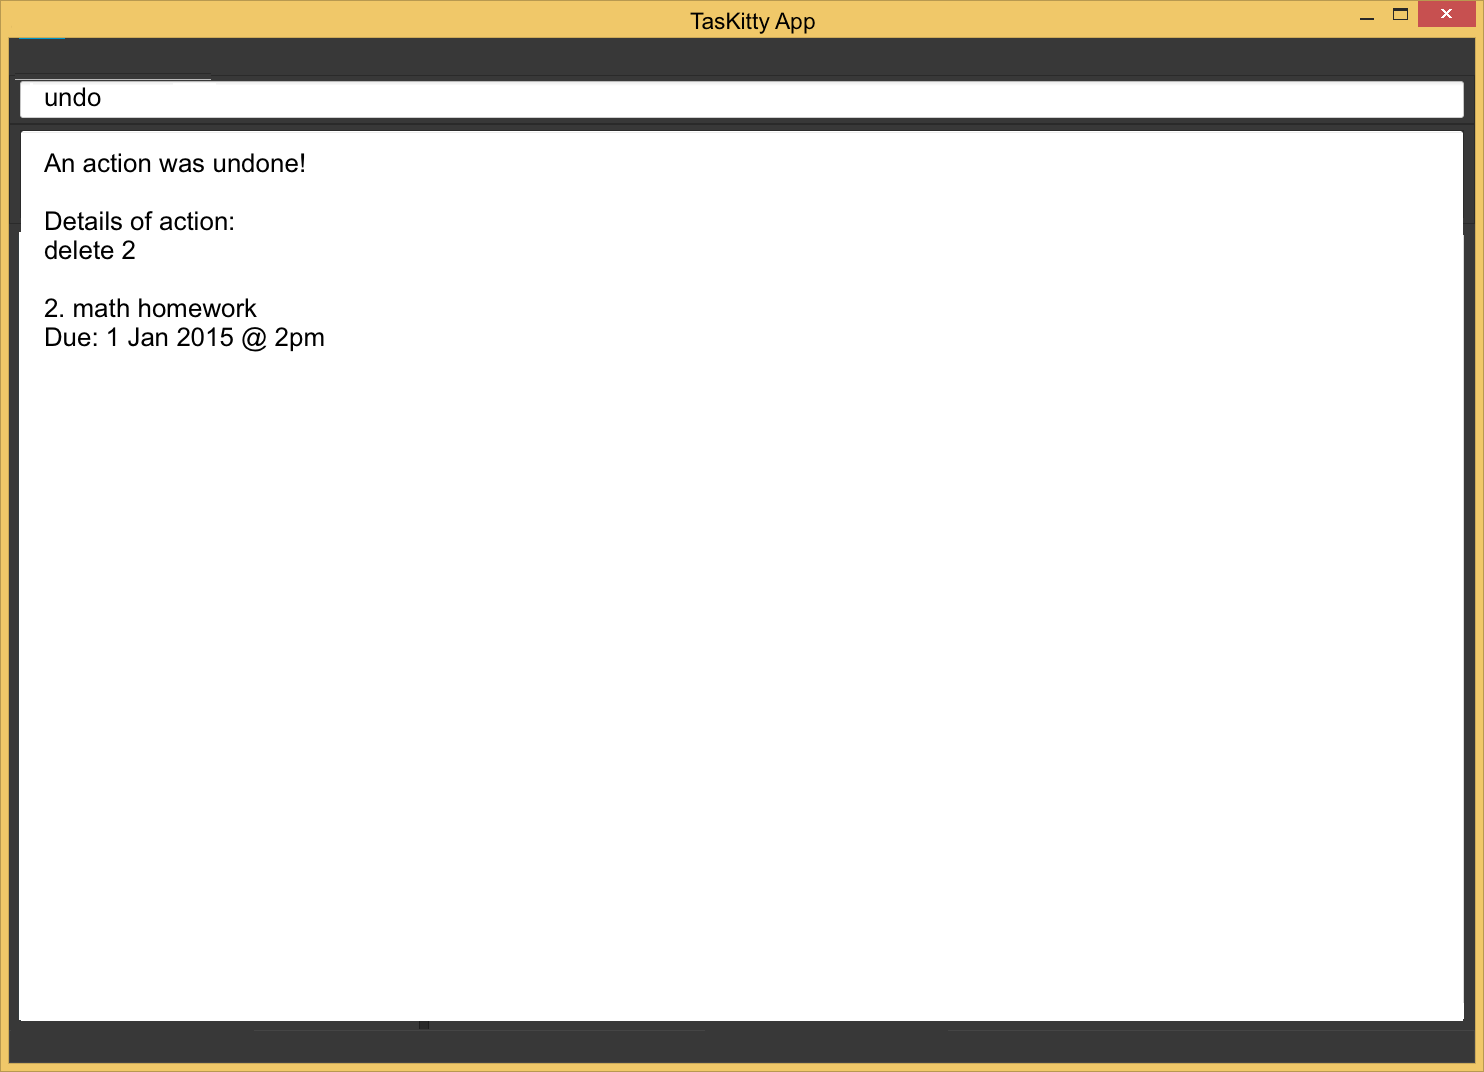 TasKitty App
undo
An action was undone!
Details of action:
delete 2
2. math homework
Due: 1 Jan 2015 @ 2pm